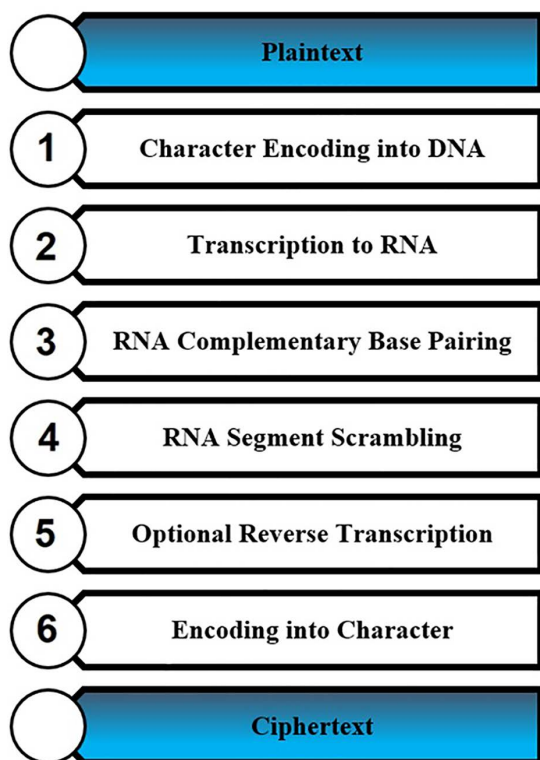 Plaintext
1 Character Encoding into DNA
2 Transcription to RNA
3 RNA Complementary Base Pairing
4 RNA Segment Scrambling
5 Optional Reverse Transcription
6 Encoding into Character
Ciphertext